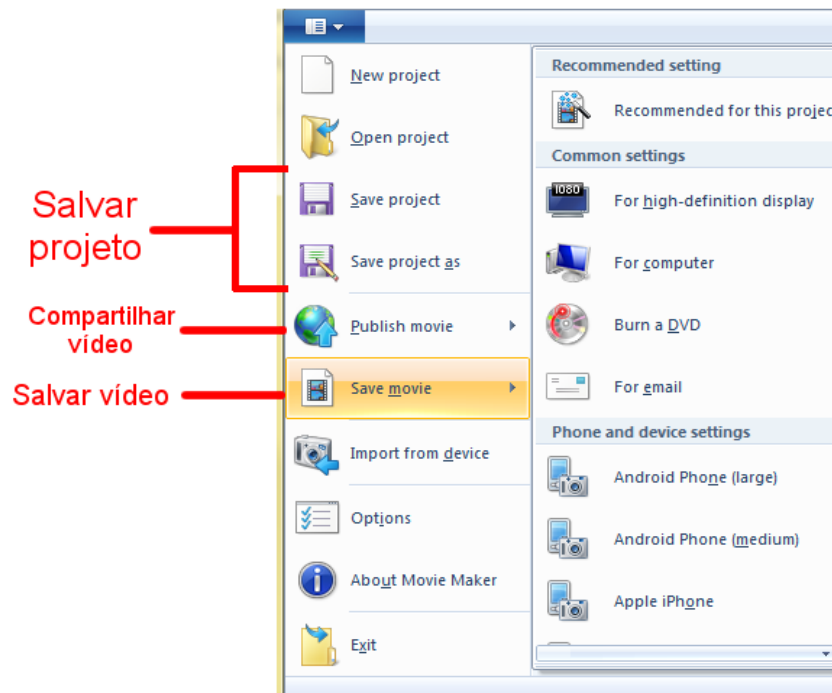 New project
Open project
Save project
Save project as
Publish movie
Save movie
Import from device
Options
About Movie Maker
Exit
Salvar
projeto
Compartilhar
vídeo
Salvar vídeo
Recommended setting
Recommended for this projec
Common settings
1080
For high-definition display
For computer
Burn a DVD
For email
Phone and device settings
Android Phone (large)
Android Phone (medium)
Apple iPhone